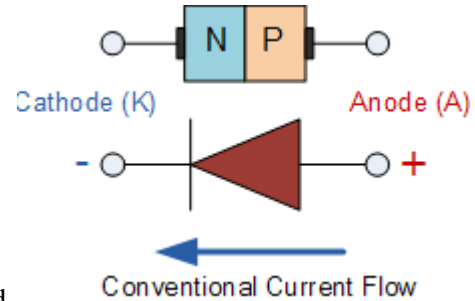 N P
Cathode (K) Anode (A)
- +
Conventional Current Flow